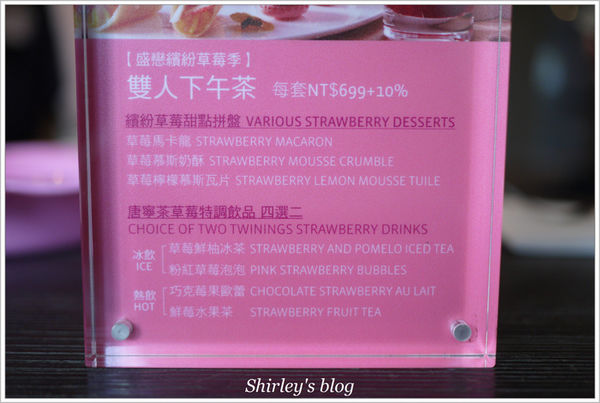 【盛戀繽紛草莓季】
雙人下午茶 每套NT$699+10%
繽紛草莓甜點拼盤 VARIOUS STRAWBERRY DESSERTS
草莓馬卡龍 STRAWBERRY MACARON
草莓慕斯奶酥 STRAWBERRY MOUSSE CRUMBLE
草莓檸檬慕斯瓦片 STRAWBERRY LEMON MOUSSE TUILE
唐寧茶草莓特調飲品 四選二
CHOICE OF TWO TWININGS STRAWBERRY DRINKS
冰飲 ICE
草莓鮮柚冰茶 STRAWBERRY AND POMELO ICED TEA
粉紅草莓泡泡 PINK STRAWBERRY BUBBLES
熱飲 HOT
巧克莓果歐蕾 CHOCOLATE STRAWBERRY AU LAIT
鮮莓水果茶 STRAWBERRY FRUIT TEA
Shirley's blog